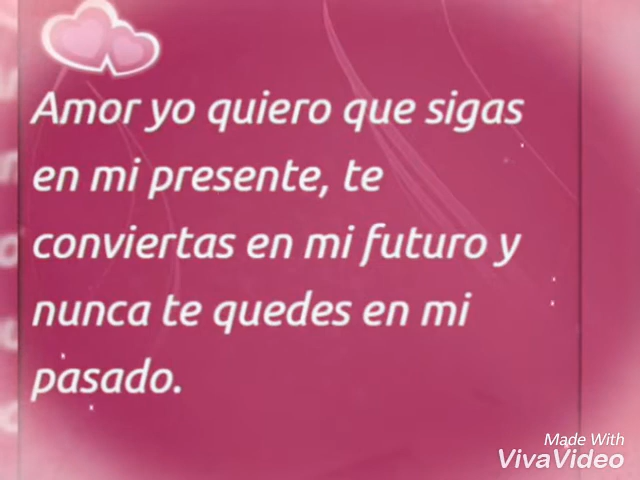 Amor yo quiero que sigas
en mi presente, te
conviertas en mi futuro y
nunca te quedes en mi
pasado.
Made With
VivaVideo